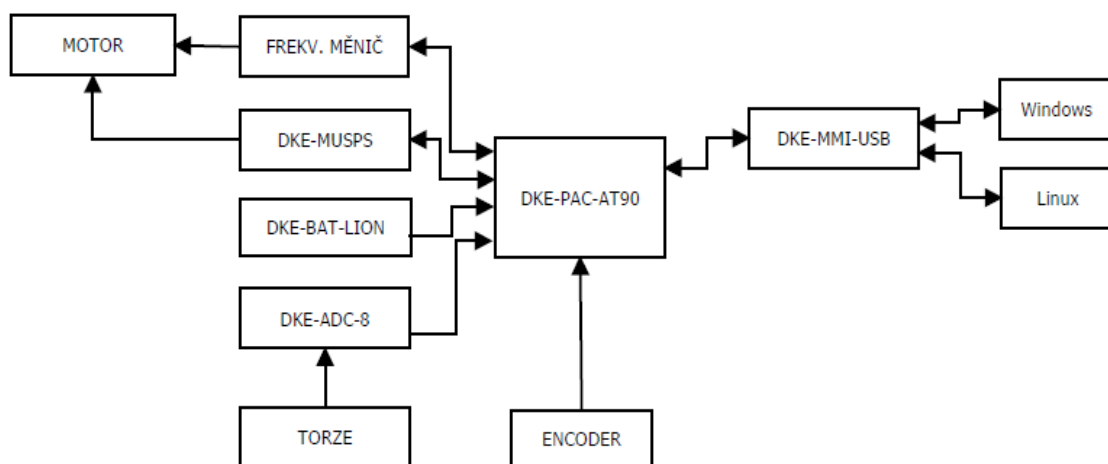 MOTOR
FREKV. MĚNIČ
Windows
DKE-MUSPS
DKE-MMI-USB
DKE-PAC-AT90
Linux
DKE-BAT-LION
DKE-ADC-8
TORZE
ENCODER